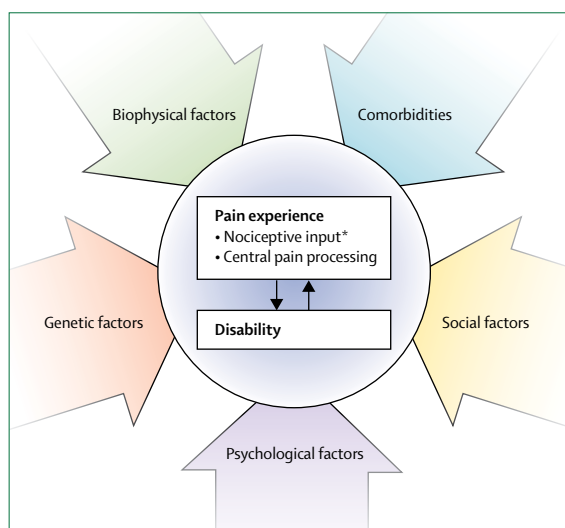 Biophysical factors
Comorbidities
Pain experience
• Nociceptive input*
• Central pain processing
Genetic factors
Disability
Social factors
Psychological factors